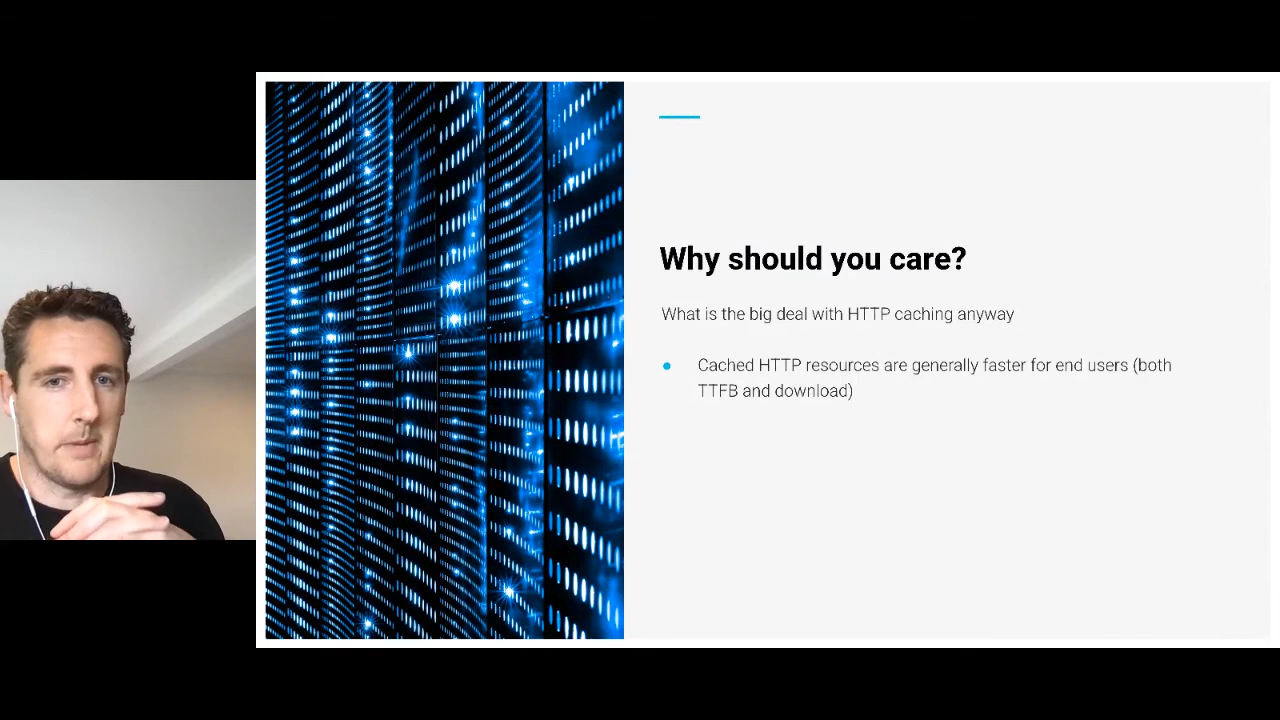 Why should you care?
What is the big deal with HTTP caching anyway
Cached HTTP resources are generally faster for end users (both
TTFB and download)